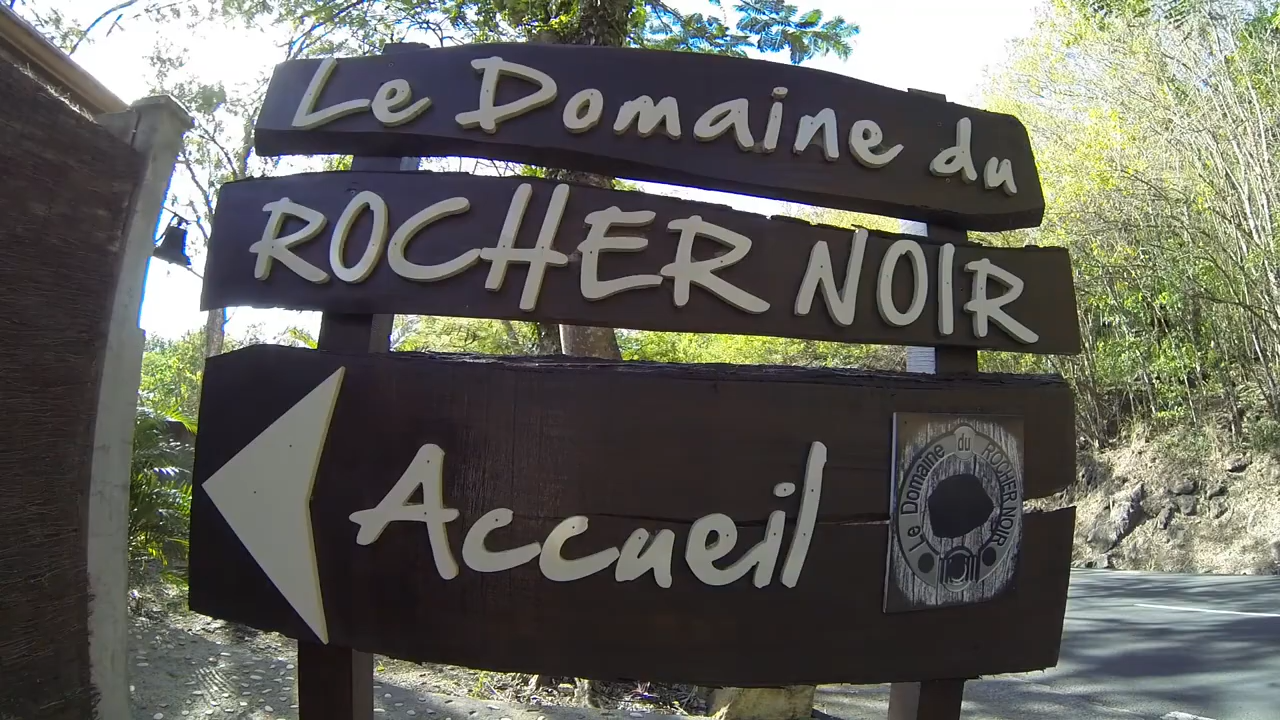 Le Domaine du
ROCHER NOIR
Accueil
Le Domaine du ROCHER NOIR